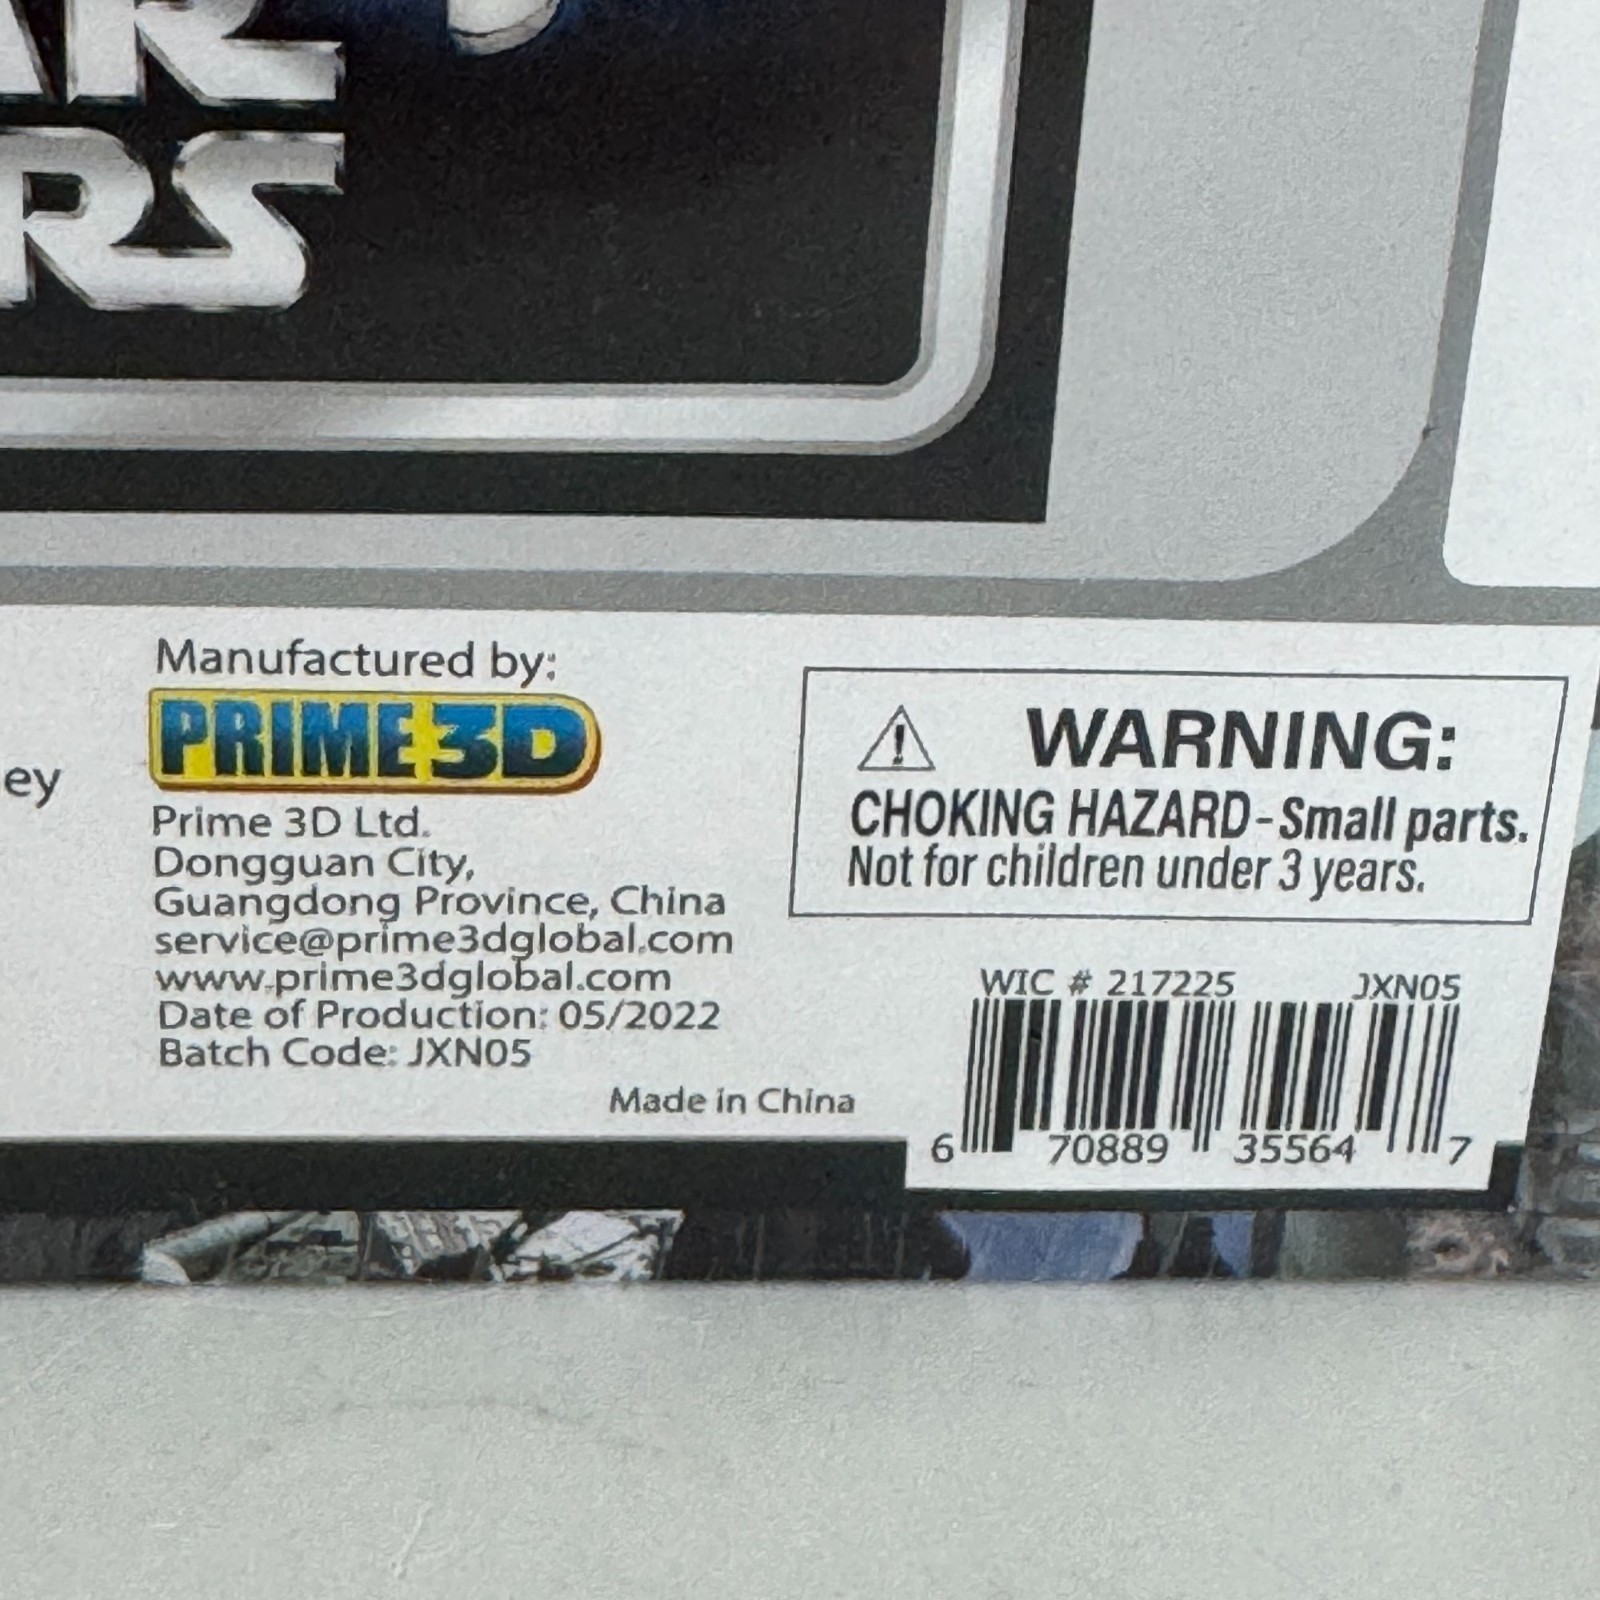 AR
RS
Manufactured by:
PRIME 3D
ey
Prime 3D Ltd.
Dongguan City,
Guangdong Province, China
service@prime3dglobal.com
www.prime3dglobal.com
Date of Production: 05/2022
Batch Code: JXN05
Made in China
WARNING:
CHOKING HAZARD-Small parts.
Not for children under 3 years.
WIC # 217225 JXN05
6 70889 35564 7